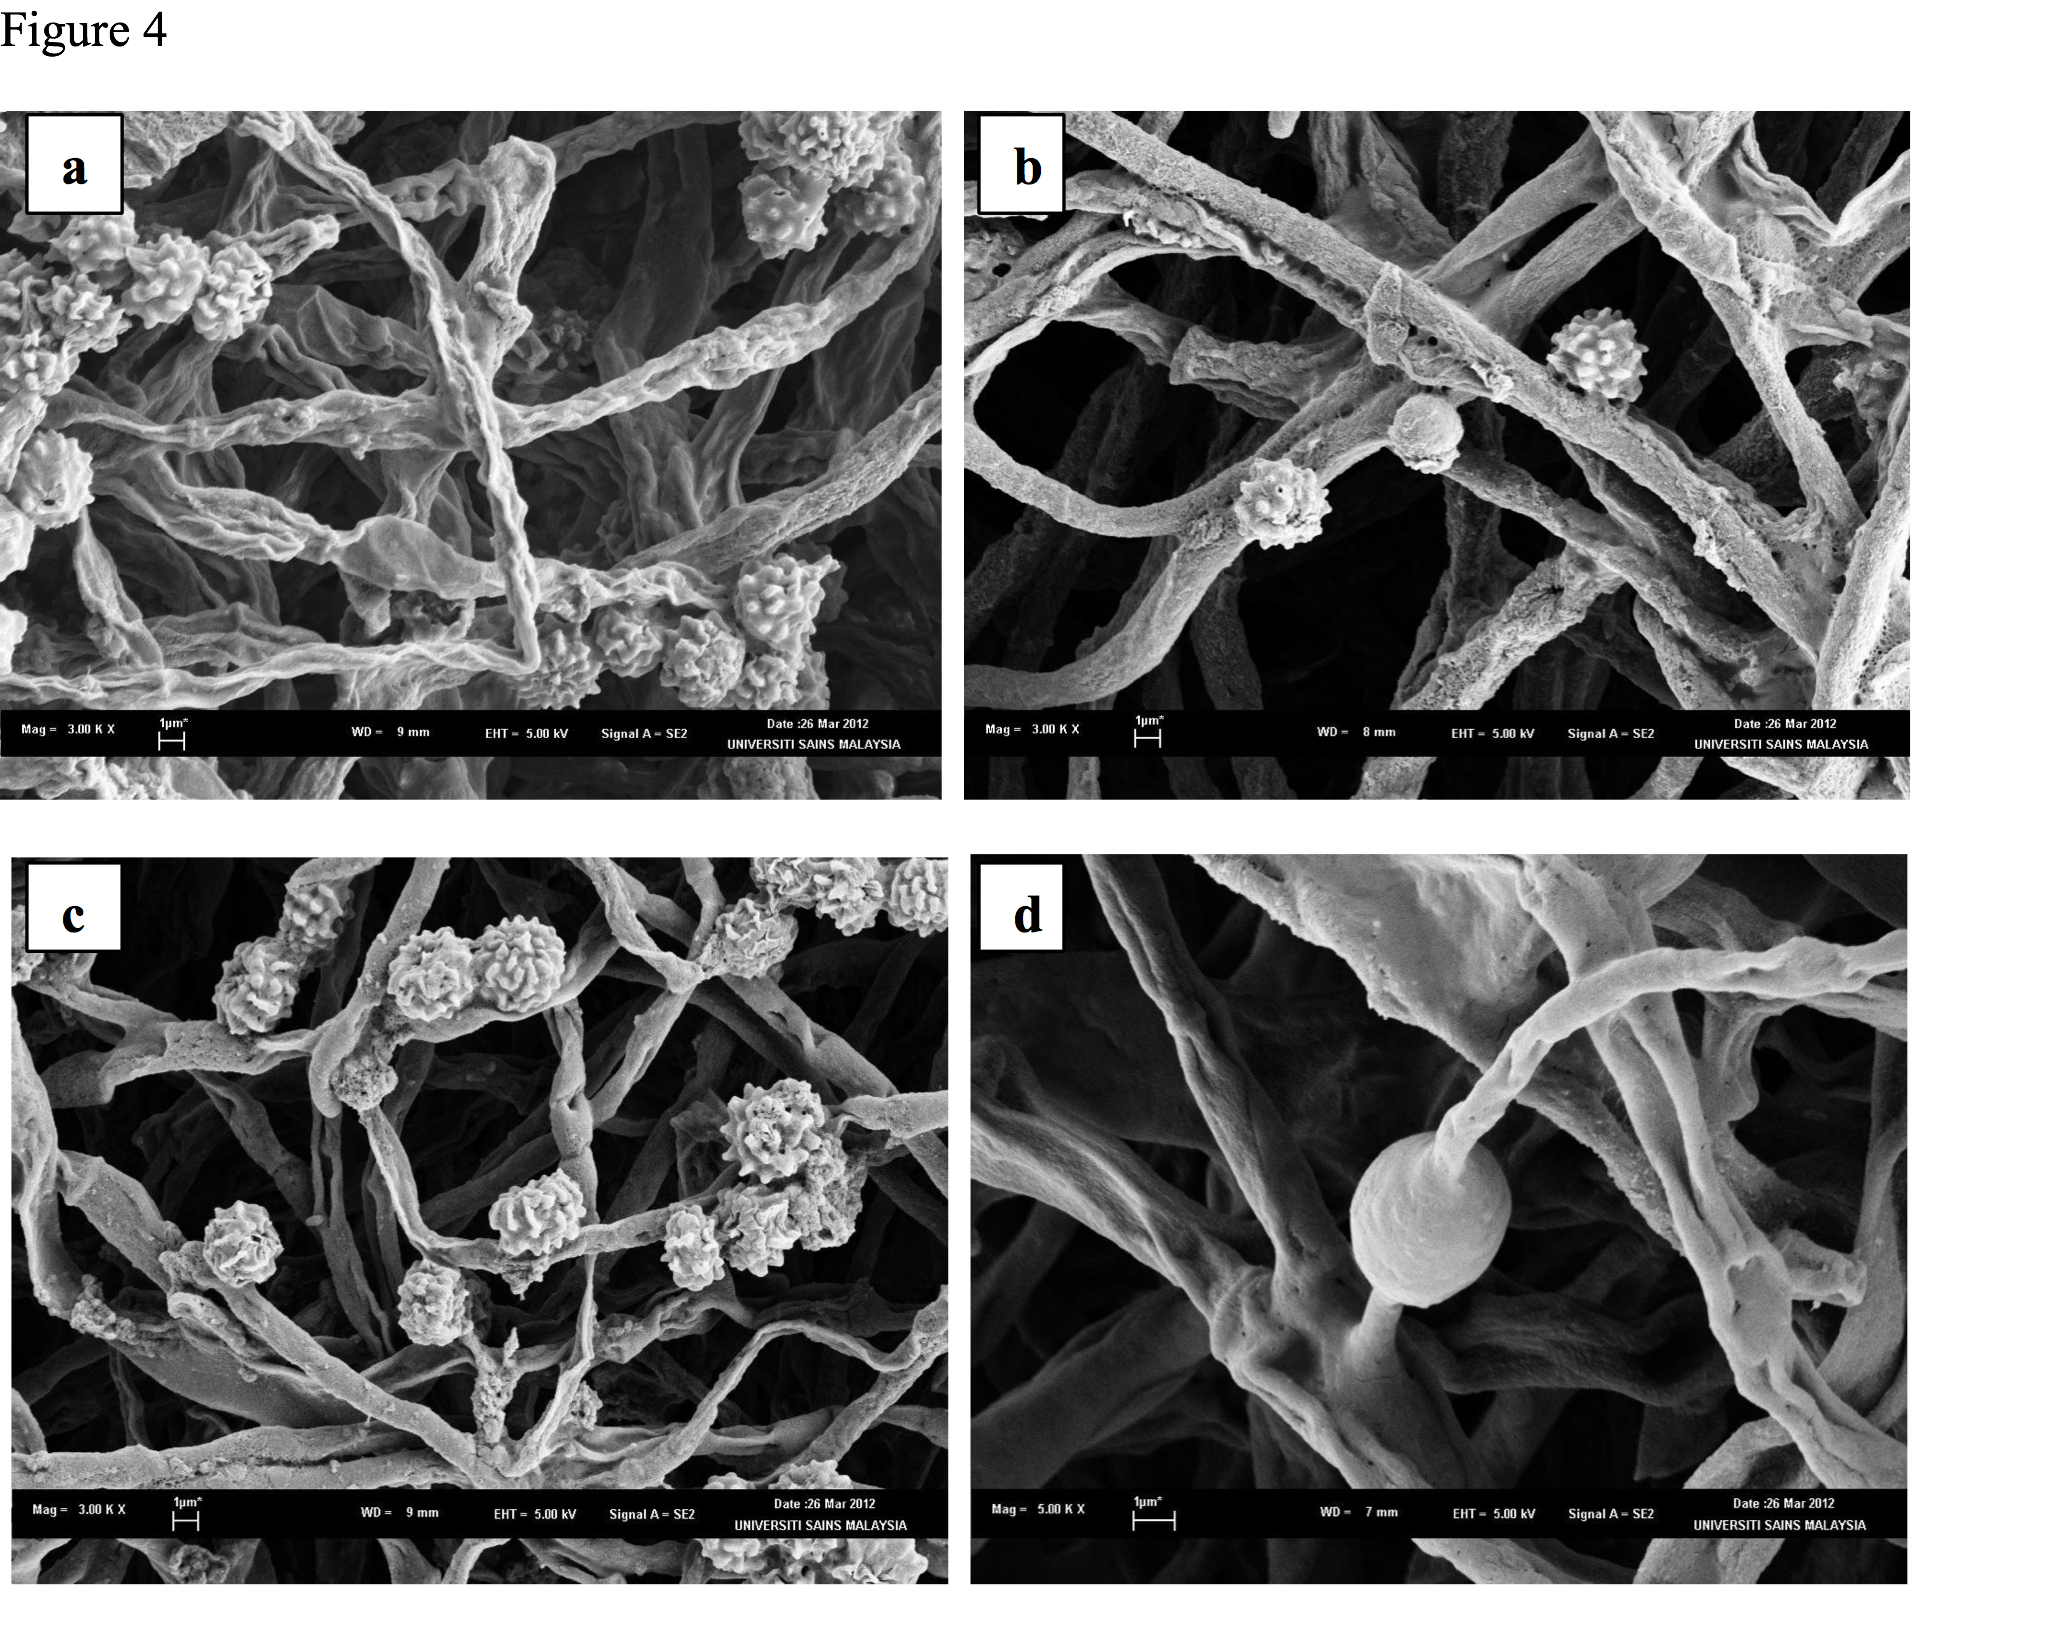 Figure 4
a
b
Mag = 3.00 K X 1µm* WD = 9 mm EHT = 5.00 kV Signal A = SE2 Date :26 Mar 2012
UNIVERSITI SAINS MALAYSIA
Mag = 3.00 K X 1µm* WD = 8 mm EHT = 5.00 kV Signal A = SE2 Date :26 Mar 2012
UNIVERSITI SAINS MALAYSIA
c
d
Mag = 3.00 K X 1µm* WD = 9 mm EHT = 5.00 kV Signal A = SE2 Date :26 Mar 2012
UNIVERSITI SAINS MALAYSIA
Mag = 5.00 K X 1µm* WD = 7 mm EHT = 5.00 kV Signal A = SE2 Date :26 Mar 2012
UNIVERSITI SAINS MALAYSIA